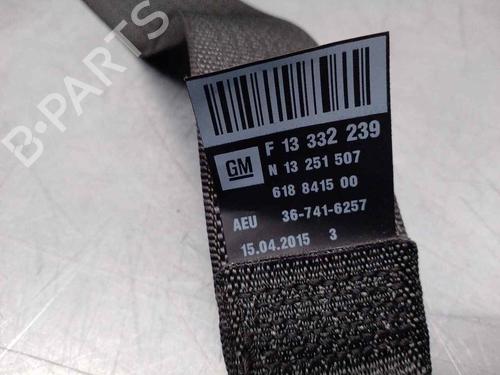 B-PARTS
F 13 332 239
GM
N 13 251 507
618 8415 00
AEU 36-741-6257
15.04.2015 3